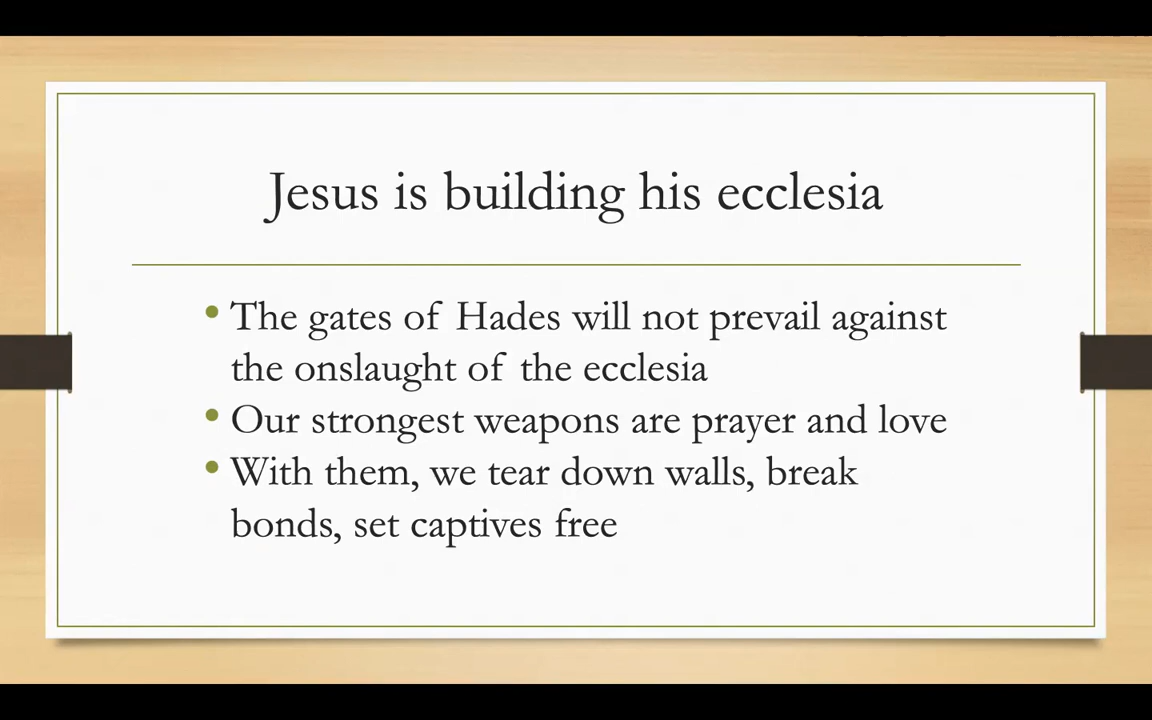 Jesus is building his ecclesia
• The gates of Hades will not prevail against
the onslaught of the ecclesia
• Our strongest weapons are prayer and love
• With them, we tear down walls, break
bonds, set captives free